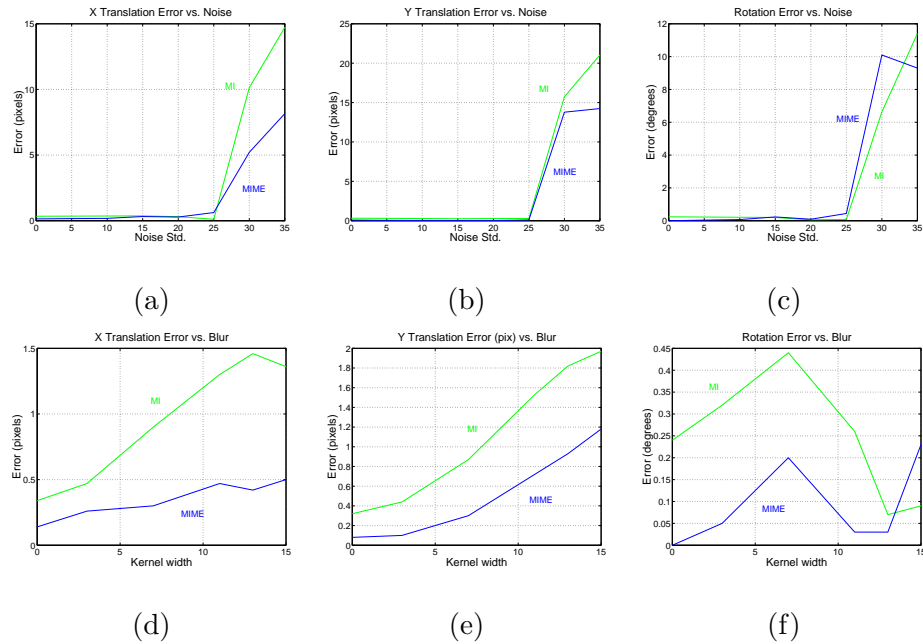 X Translation Error vs. Noise
Error (pixels)
15
10
5
0
0 5 10 15 20 25 30 35
Noise Std.
MI
MIME
(a)
Y Translation Error vs. Noise
Error (pixels)
25
20
15
10
5
0
0 5 10 15 20 25 30 35
Noise Std.
MI
MIME
(b)
Rotation Error vs. Noise
Error (degrees)
12
10
8
6
4
2
0
0 5 10 15 20 25 30 35
Noise Std.
MIME
MI
(c)
X Translation Error vs. Blur
Error (pixels)
1.5
1
0.5
0
0 5 10 15
Kernel width
MI
MIME
(d)
Y Translation Error (pix) vs. Blur
Error (pixels)
2
1.8
1.6
1.4
1.2
1
0.8
0.6
0.4
0.2
0
0 5 10 15
Kernel width
MI
MIME
(e)
Rotation Error vs. Blur
Error (degrees)
0.45
0.4
0.35
0.3
0.25
0.2
0.15
0.1
0.05
0
0 5 10 15
Kernel width
MI
MIME
(f)